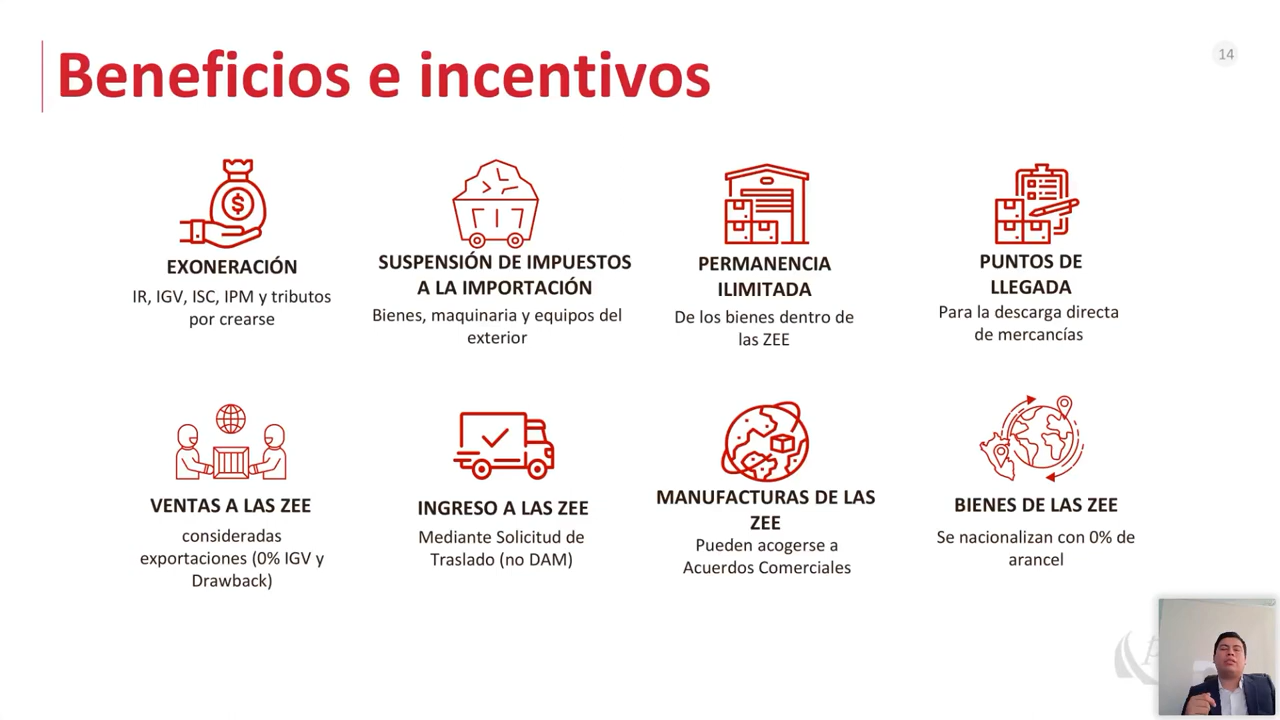 Beneficios e incentivos
14
EXONERACIÓN
IR, IGV, ISC, IPM y tributos
por crearse
SUSPENSIÓN DE IMPUESTOS
A LA IMPORTACIÓN
Bienes, maquinaria y equipos del
exterior
PERMANENCIA
ILIMITADA
De los bienes dentro de
las ZEE
PUNTOS DE
LLEGADA
Para la descarga directa
de mercancías
VENTAS A LAS ZEE
consideradas
exportaciones (0% IGV y
Drawback)
INGRESO A LAS ZEE
Mediante Solicitud de
Traslado (no DAM)
MANUFACTURAS DE LAS
ZEE
Pueden acogerse a
Acuerdos Comerciales
BIENES DE LAS ZEE
Se nacionalizan con 0% de
arancel